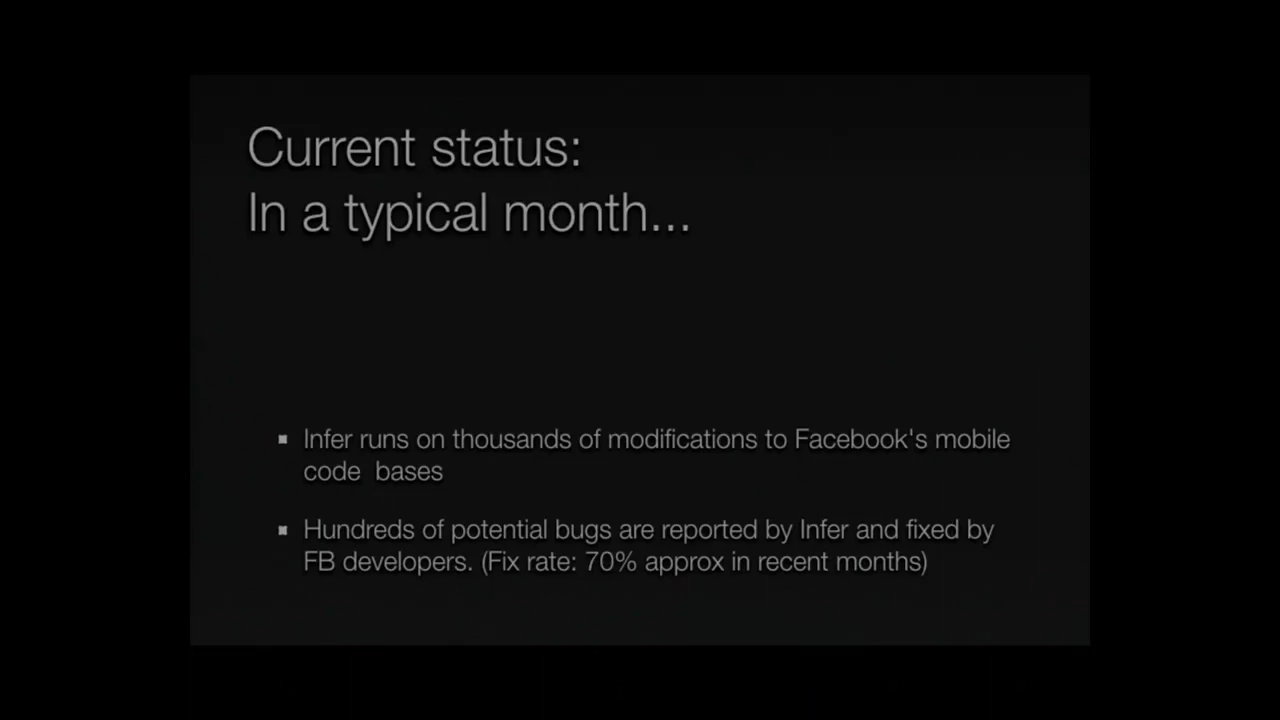 Current status:
In a typical month...
▪ Infer runs on thousands of modifications to Facebook's mobile
code  bases
▪ Hundreds of potential bugs are reported by Infer and fixed by
FB developers. (Fix rate: 70% approx in recent months)